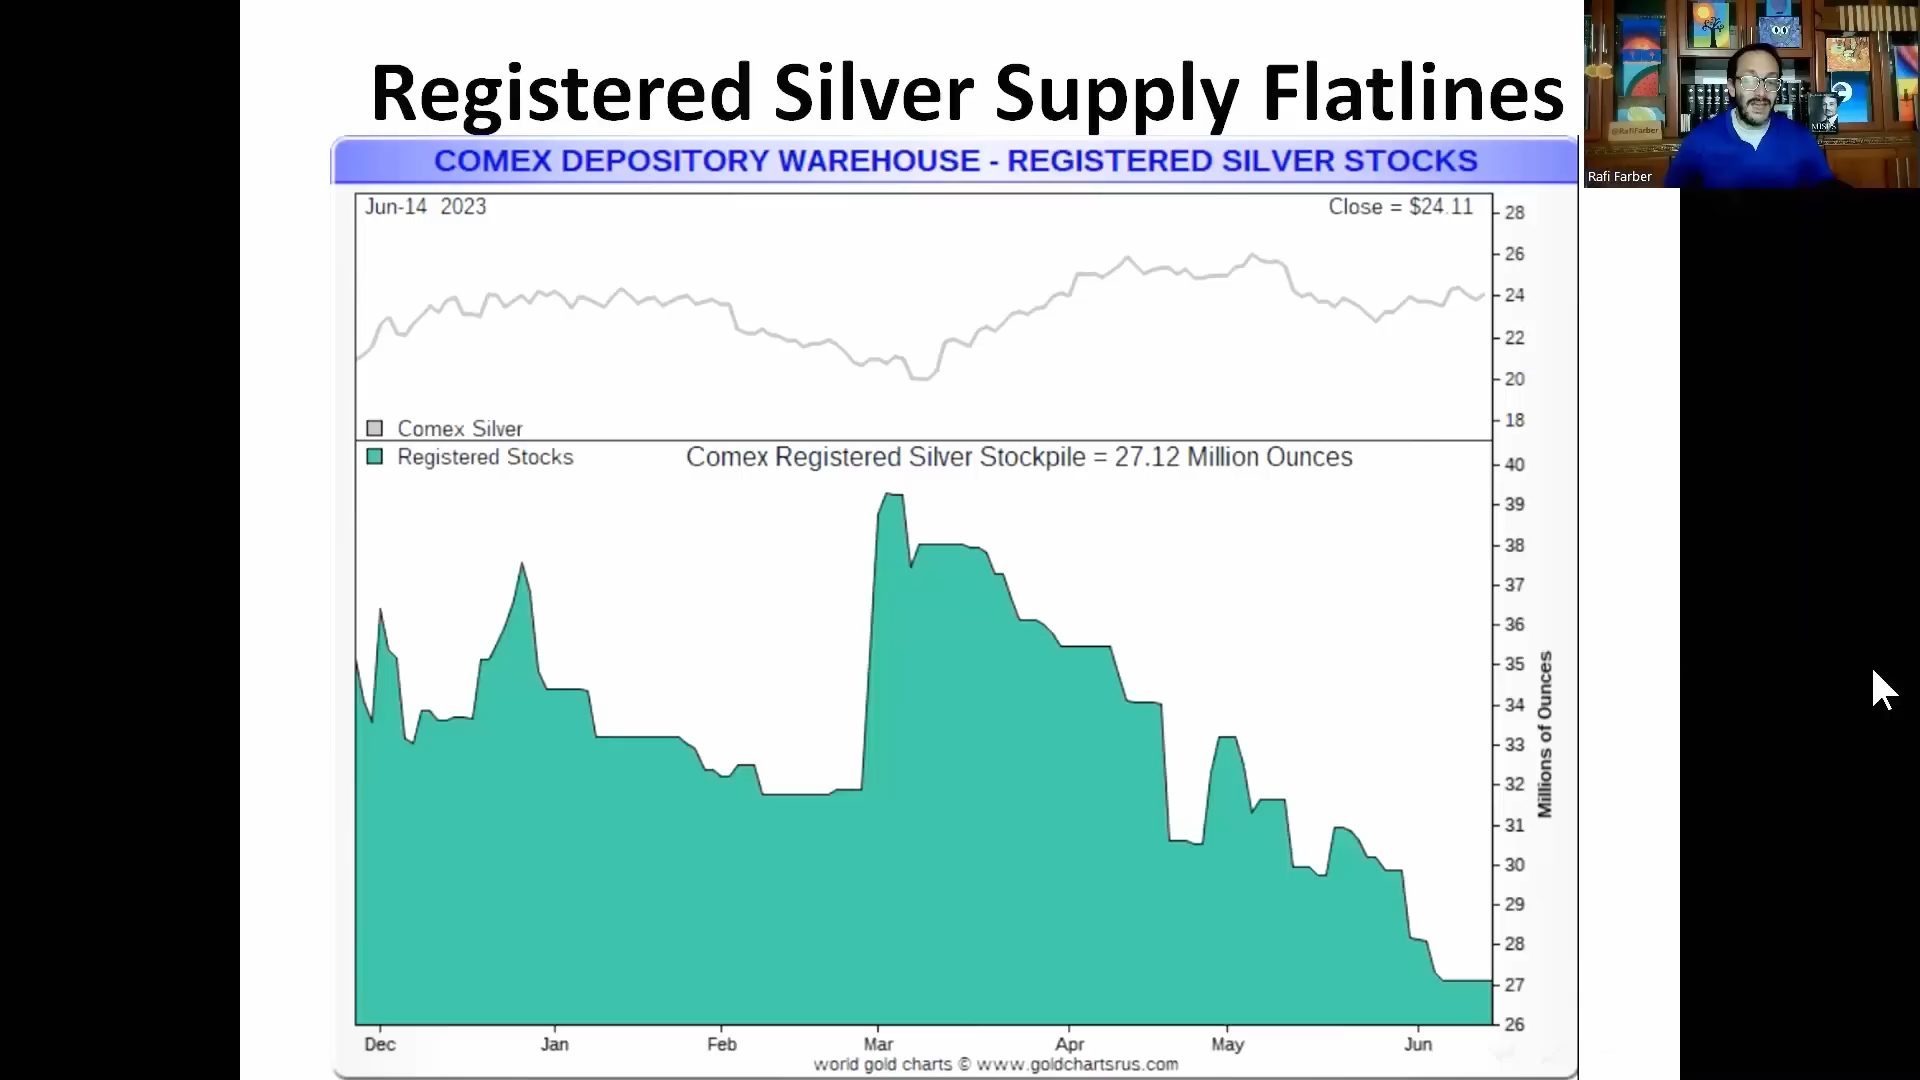 Registered Silver Supply Flatlines
COMEX DEPOSITORY WAREHOUSE - REGISTERED SILVER STOCKS
Jun-14 2023
Close = $24.11
28
26
24
22
20
18
Comex Silver
Registered Stocks
Comex Registered Silver Stockpile = 27.12 Million Ounces
40
39
38
37
36
35
34
33
32
31
30
29
28
27
26
Millions of Ounces
Dec Jan Feb Mar Apr May Jun
world gold charts © www.goldchartsrus.com
@RafiFarber
MISES
Rafi Farber